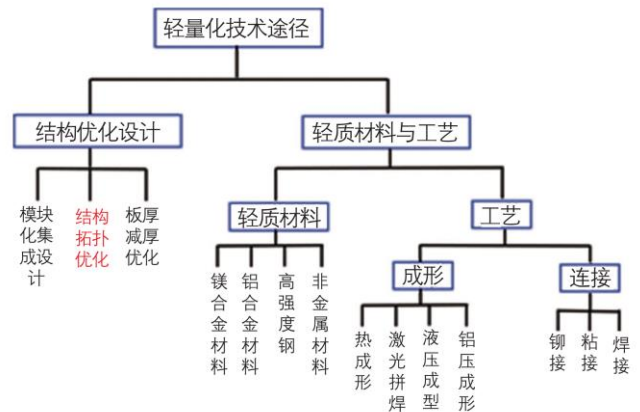 轻量化技术途径
结构优化设计
轻质材料与工艺
模块
化集
成设
计
结构
拓扑
优化
板厚
减厚
优化
轻质材料
工艺
镁合金材料
铝合金材料
高强度钢
非金属材料
成形
连接
热成形
激光拼焊
液压成型
铝压成形
铆接
粘接
焊接